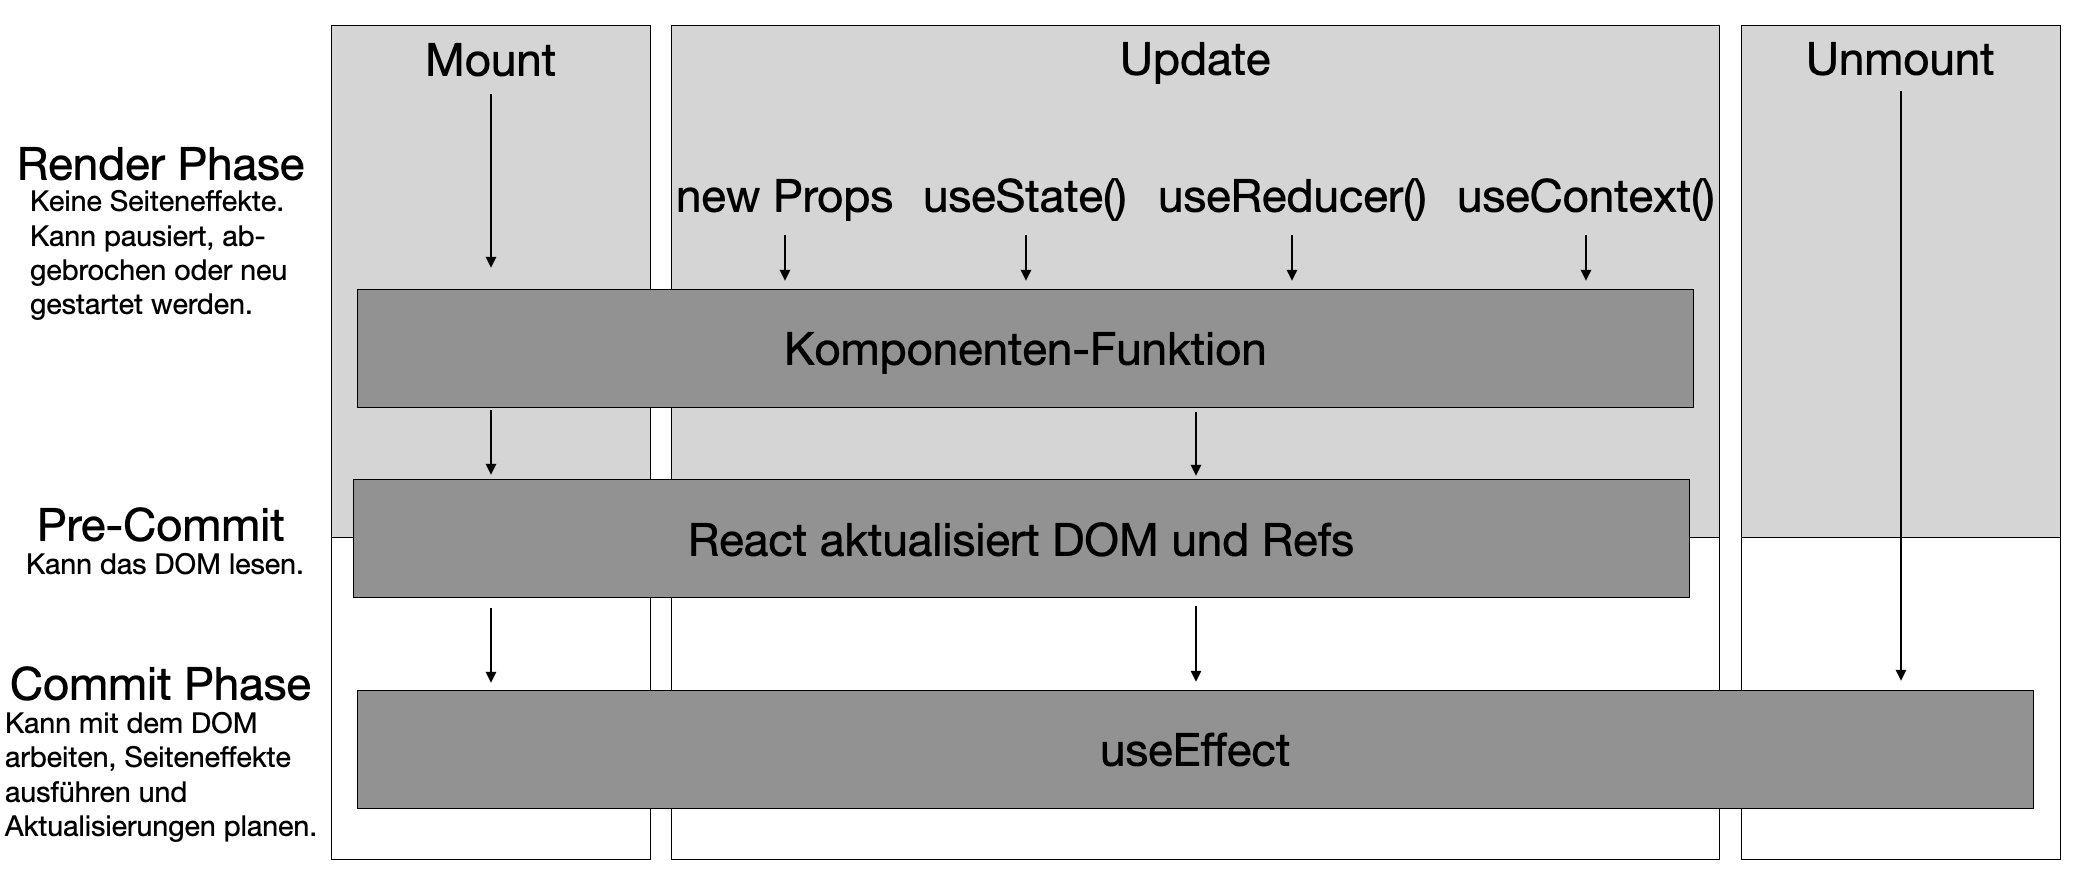 Mount
Update
Unmount
Render Phase
Keine Seiteneffekte.
Kann pausiert, ab-
gebrochen oder neu
gestartet werden.
new Props
useState()
useReducer()
useContext()
Komponenten-Funktion
Pre-Commit
Kann das DOM lesen.
React aktualisiert DOM und Refs
Commit Phase
Kann mit dem DOM
arbeiten, Seiteneffekte
ausführen und
Aktualisierungen planen.
useEffect